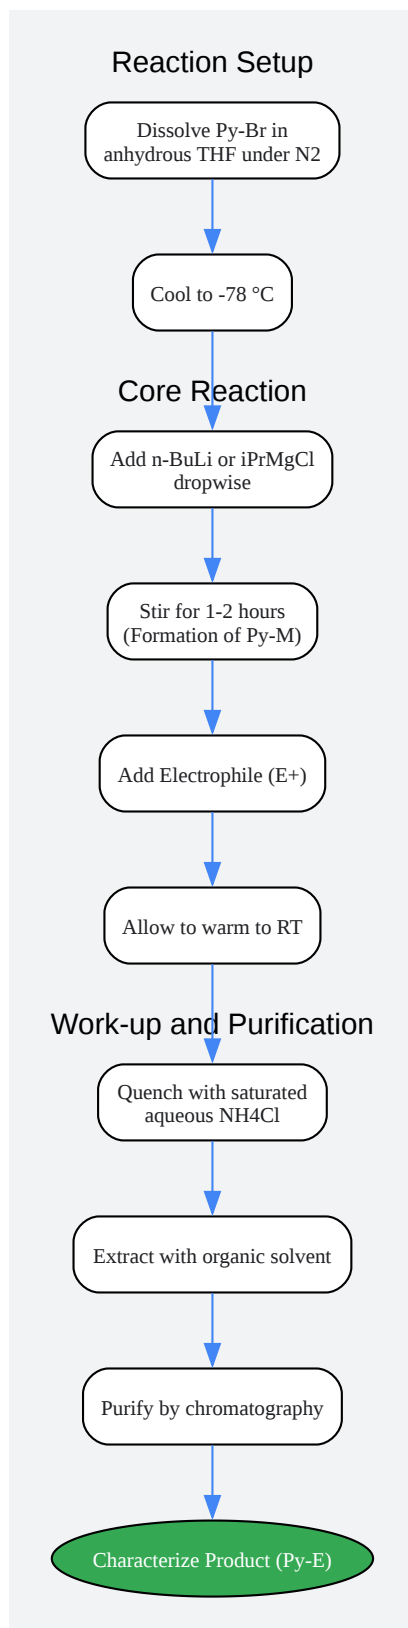 Reaction Setup
Dissolve Py-Br in
anhydrous THF under N2
Cool to -78 °C
Core Reaction
Add n-BuLi or iPrMgCl
dropwise
Stir for 1-2 hours
(Formation of Py-M)
Add Electrophile (E+)
Allow to warm to RT
Work-up and Purification
Quench with saturated
aqueous NH4Cl
Extract with organic solvent
Purify by chromatography
Characterize Product (Py-E)